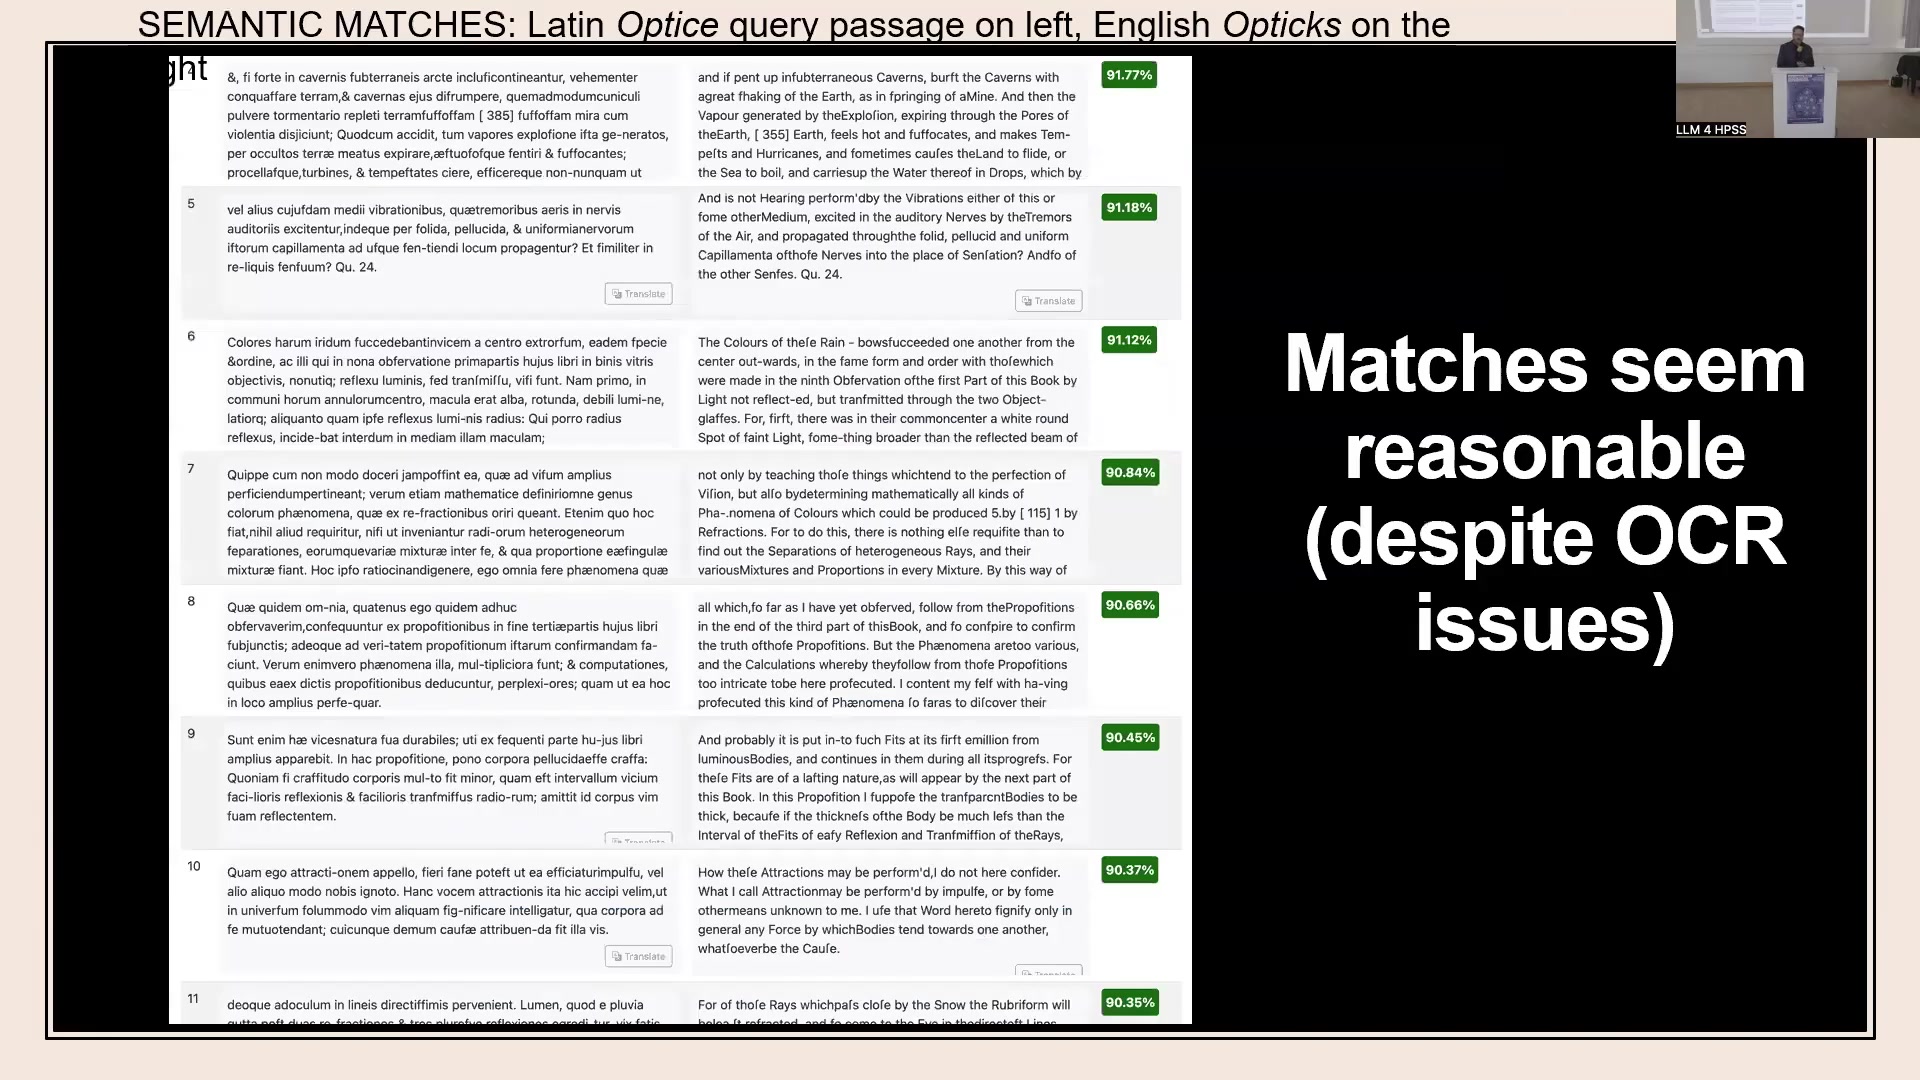 SEMANTIC MATCHES: Latin Optice query passage on left, English Opticks on the
ght
&, fi forte in cavernis fubterraneis arcte incluficontineantur, vehementer
conquaffare terram,& cavernas ejus difrumpere, quemadmodumcuniculi
pulvere tormentario repleti terramfuffoffam [ 385] fuffoffam mira cum
violentia disjiciunt; Quodcum accidit, tum vapores explofione ifta ge-neratos,
per occultos terræ meatus expirare,æftuofofque fentiri & fuffocantes;
procellafque,turbines, & tempeftates ciere, efficereque non-nunquam ut
and if pent up infubterraneous Caverns, burft the Caverns with
agreat fhaking of the Earth, as in fpringing of aMine. And then the
Vapour generated by theExploſion, expiring through the Pores of
theEarth, [ 355] Earth, feels hot and fuffocates, and makes Tem-
peſts and Hurricanes, and fometimes caufes theLand to flide, or
the Sea to boil, and carriesup the Water thereof in Drops, which by
91.77%
5
vel alius cujufdam medii vibrationibus, quætremoribus aeris in nervis
auditoriis excitentur,indeque per folida, pellucida, & uniformianervorum
iftorum capillamenta ad ufque fen-tiendi locum propagentur? Et fimiliter in
re-liquis fenfuum? Qu. 24.
Translate
And is not Hearing perform'dby the Vibrations either of this or
fome otherMedium, excited in the auditory Nerves by theTremors
of the Air, and propagated throughthe folid, pellucid and uniform
Capillamenta ofthofe Nerves into the place of Senſation? Andfo of
the other Senfes. Qu. 24.
Translate
91.18%
6
Colores harum iridum fuccedebantinvicem a centro extrorfum, eadem fpecie
&ordine, ac illi qui in nona obfervatione primapartis hujus libri in binis vitris
objectivis, nonutiq; reflexu luminis, fed tranſmiſſu, vifi funt. Nam primo, in
communi horum annulorumcentro, macula erat alba, rotunda, debili lumi-ne,
latiorq; aliquanto quam ipfe reflexus lumi-nis radius: Qui porro radius
reflexus, incide-bat interdum in mediam illam maculam;
The Colours of theſe Rain - bowsfucceeded one another from the
center out-wards, in the fame form and order with thoſewhich
were made in the ninth Obfervation ofthe first Part of this Book by
Light not reflect-ed, but tranfmitted through the two Object-
glaffes. For, firft, there was in their commoncenter a white round
Spot of faint Light, fome-thing broader than the reflected beam of
91.12%
7
Quippe cum non modo doceri jampoffint ea, quæ ad vifum amplius
perficiendumpertineant; verum etiam mathematice definiriomne genus
colorum phænomena, quæ ex re-fractionibus oriri queant. Etenim quo hoc
fiat,nihil aliud requiritur, nifi ut inveniantur radi-orum heterogeneorum
feparationes, eorumquevariæ mixturæ inter fe, & qua proportione eæfingulæ
mixturæ fiant. Hoc ipfo ratiocinandigenere, ego omnia fere phænomena quæ
not only by teaching thoſe things whichtend to the perfection of
Viſion, but alſo bydetermining mathematically all kinds of
Pha-.nomena of Colours which could be produced 5.by [ 115] 1 by
Refractions. For to do this, there is nothing elſe requifite than to
find out the Separations of heterogeneous Rays, and their
variousMixtures and Proportions in every Mixture. By this way of
90.84%
8
Quæ quidem om-nia, quatenus ego quidem adhuc
obfervaverim,confequuntur ex propofitionibus in fine tertiæpartis hujus libri
fubjunctis; adeoque ad veri-tatem propofitionum iftarum confirmandam fa-
ciunt. Verum enimvero phænomena illa, mul-tipliciora funt; & computationes,
quibus eaex dictis propofitionibus deducuntur, perplexi-ores; quam ut ea hoc
in loco amplius perfe-quar.
all which,fo far as I have yet obferved, follow from thePropofitions
in the end of the third part of thisBook, and fo confpire to confirm
the truth ofthofe Propofitions. But the Phænomena aretoo various,
and the Calculations whereby theyfollow from thofe Propofitions
too intricate tobe here profecuted. I content my felf with ha-ving
profecuted this kind of Phænomena ſo faras to diſcover their
90.66%
9
Sunt enim hæ vicesnatura fua durabiles; uti ex fequenti parte hu-jus libri
amplius apparebit. In hac propofitione, pono corpora pellucidaeffe craffa:
Quoniam fi craffitudo corporis mul-to fit minor, quam eft intervallum vicium
faci-lioris reflexionis & facilioris tranfmiffus radio-rum; amittit id corpus vim
fuam reflectentem.
Translate
And probably it is put in-to fuch Fits at its firft emillion from
luminousBodies, and continues in them during all itsprogrefs. For
theſe Fits are of a lafting nature,as will appear by the next part of
this Book. In this Propofition I fuppofe the tranfparcntBodies to be
thick, becaufe if the thickneſs ofthe Body be much lefs than the
Interval of theFits of eafy Reflexion and Tranfmiffion of theRays,
90.45%
10
Quam ego attracti-onem appello, fieri fane poteft ut ea efficiaturimpulfu, vel
alio aliquo modo nobis ignoto. Hanc vocem attractionis ita hic accipi velim,ut
in univerfum folummodo vim aliquam fig-nificare intelligatur, qua corpora ad
fe mutuotendant; cuicunque demum caufæ attribuen-da fit illa vis.
Translate
How theſe Attractions may be perform'd,I do not here confider.
What I call Attractionmay be perform'd by impulfe, or by fome
othermeans unknown to me. I ufe that Word hereto fignify only in
general any Force by whichBodies tend towards one another,
whatſoeverbe the Cauſe.
Translate
90.37%
11
deoque adoculum in lineis directiffimis pervenient. Lumen, quod e pluvia
For of thoſe Rays whichpaſs cloſe by the Snow the Rubriform will
90.35%
Matches seem
reasonable
(despite OCR
issues)
LLM 4 HPSS